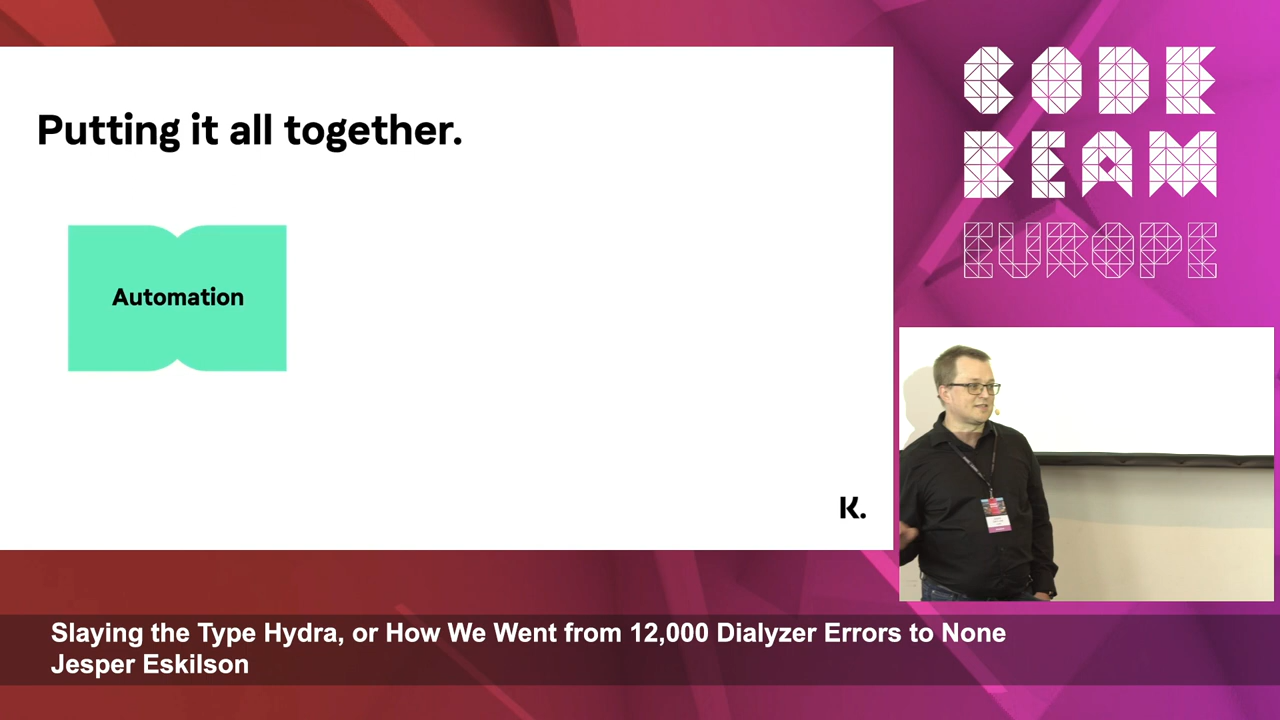 Putting it all together.
Automation
K.
CODE
BEAM
EUROPE
Slaying the Type Hydra, or How We Went from 12,000 Dialyzer Errors to None
Jesper Eskilson